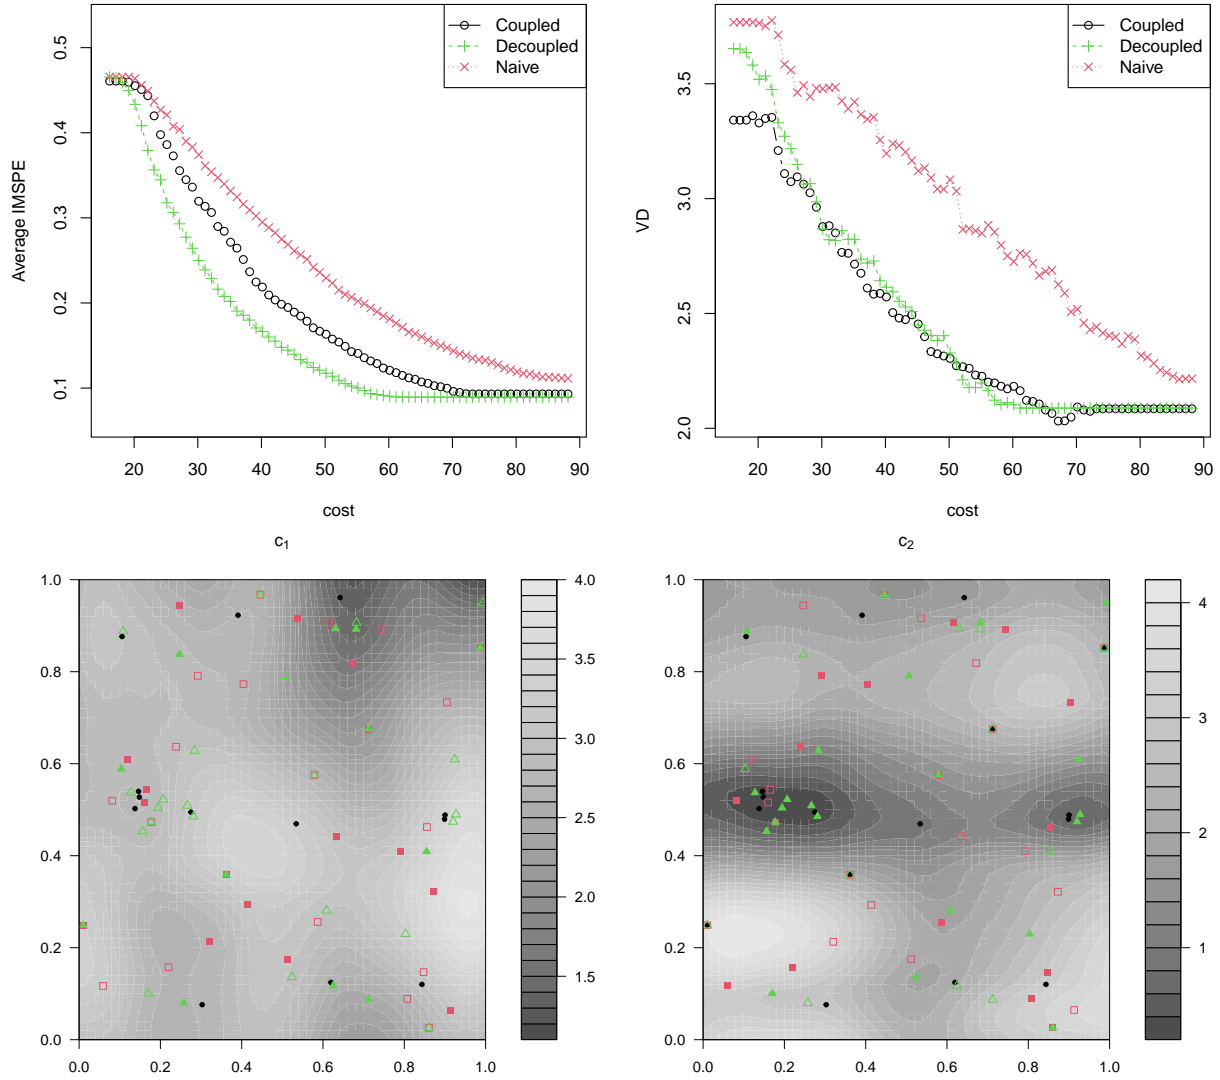 Coupled
Decoupled
Naive
0.5
0.4
0.3
0.2
0.1
Average IMSPE
20 30 40 50 60 70 80 90
cost
Coupled
Decoupled
Naive
3.5
3.0
2.5
2.0
VD
20 30 40 50 60 70 80 90
cost
c1
1.0
0.8
0.6
0.4
0.2
0.0
0.0 0.2 0.4 0.6 0.8 1.0
4.0
3.5
3.0
2.5
2.0
1.5
c2
1.0
0.8
0.6
0.4
0.2
0.0
0.0 0.2 0.4 0.6 0.8 1.0
4
3
2
1